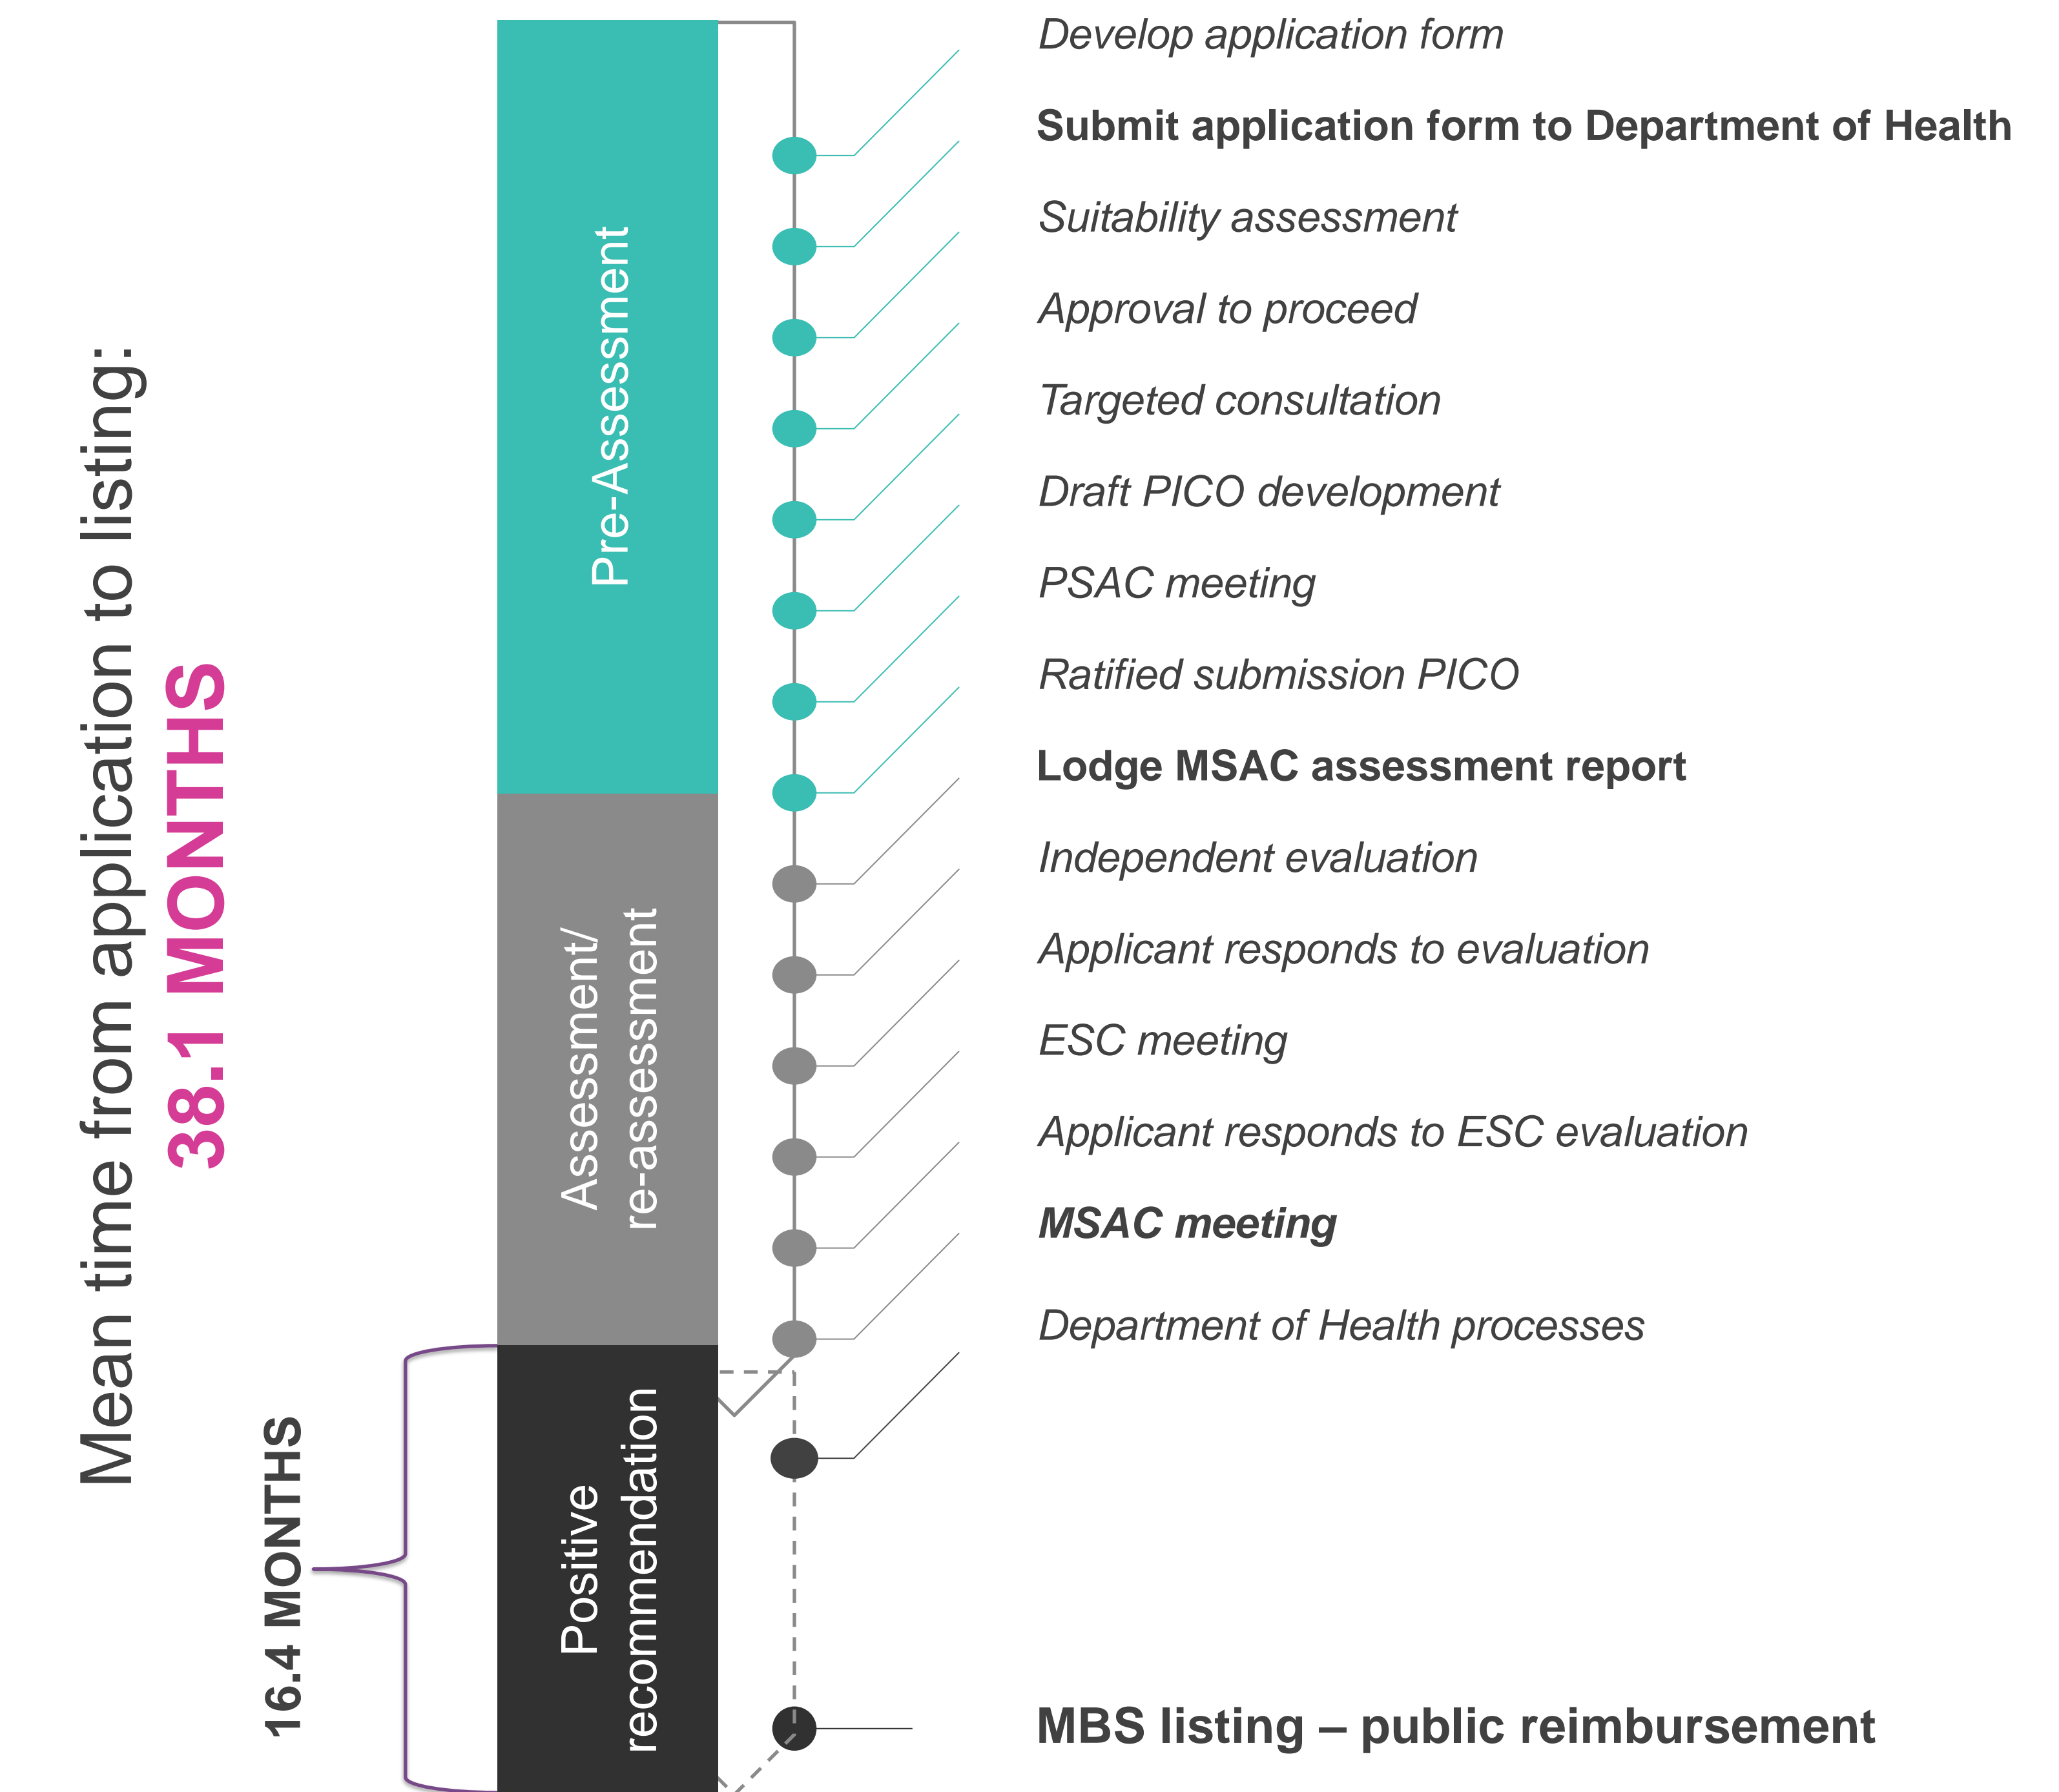 Mean time from application to listing:
38.1 MONTHS
16.4 MONTHS
Pre-Assessment
Assessment/
re-assessment
Positive
recommendation
Develop application form
Submit application form to Department of Health
Suitability assessment
Approval to proceed
Targeted consultation
Draft PICO development
PSAC meeting
Ratified submission PICO
Lodge MSAC assessment report
Independent evaluation
Applicant responds to evaluation
ESC meeting
Applicant responds to ESC evaluation
MSAC meeting
Department of Health processes
MBS listing – public reimbursement